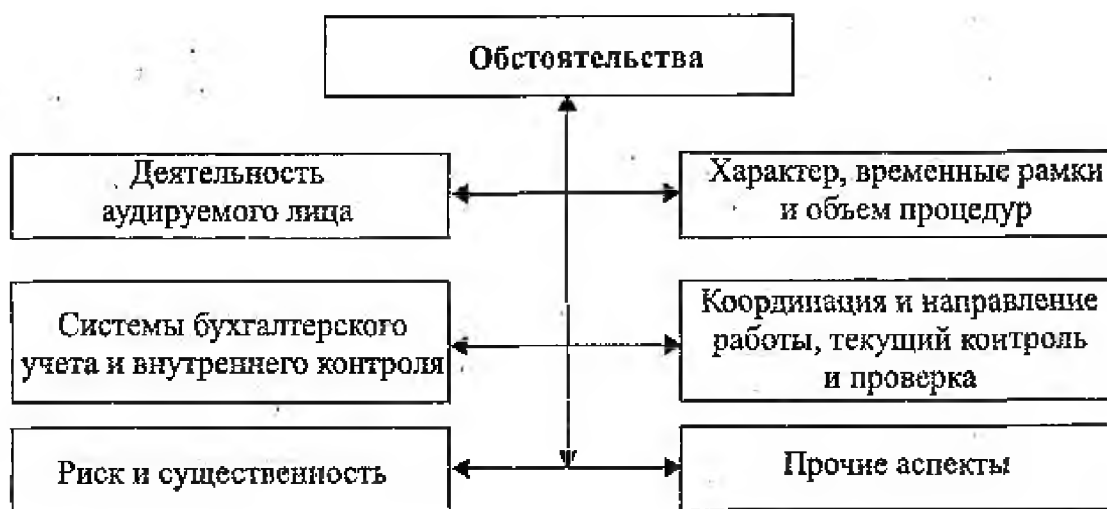 Обстоятельства
Деятельность
аудируемого лица
Характер, временные рамки
и объем процедур
Системы бухгалтерского
учета и внутреннего контроля
Координация и направление
работы, текущий контроль
и проверка
Риск и существенность
Прочие аспекты